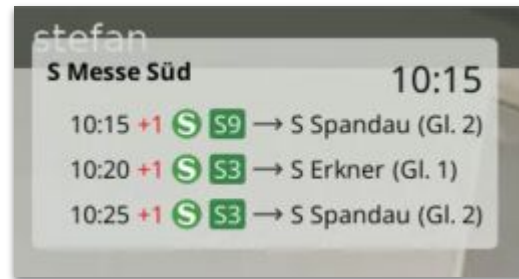 stefan
S Messe Süd 10:15
10:15 +1 S S9 → S Spandau (Gl. 2)
10:20 +1 S S3 → S Erkner (Gl. 1)
10:25 +1 S S3 → S Spandau (Gl. 2)